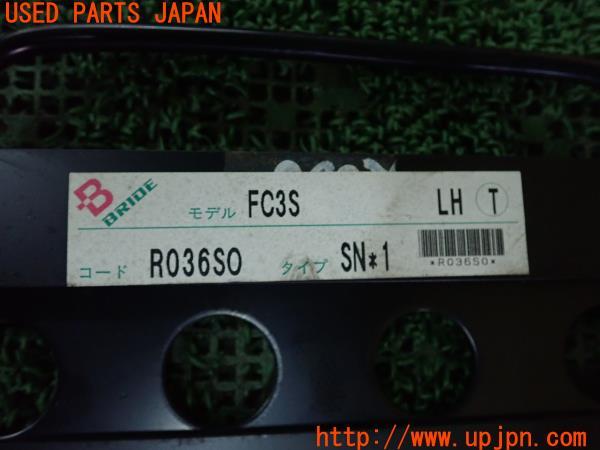 USED PARTS JAPAN
B
BRIDE
モデル FC3S LH T
コード R036SO タイプ SN*1
*R036SO*
http://www.upjpn.com